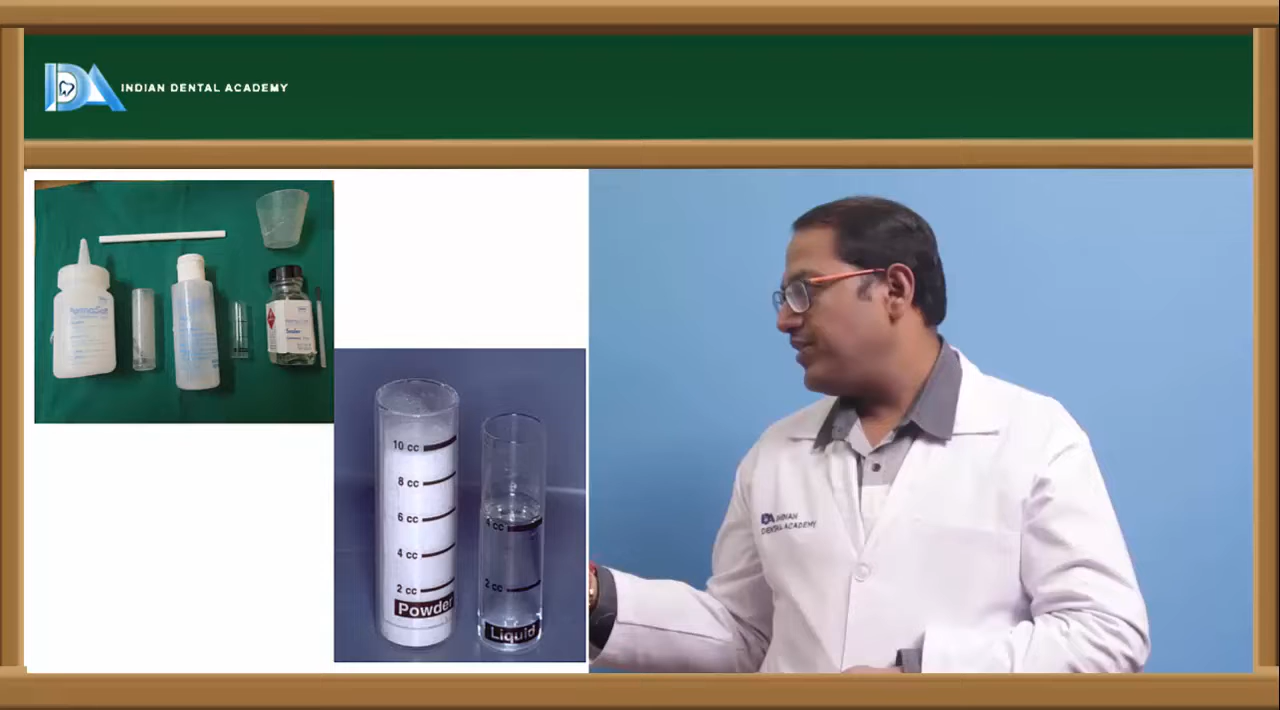 INDIAN DENTAL ACADEMY
10 cc
8 cc
6 cc
4 cc
2 cc
Powder
4 cc
2 cc
Liquid
Sealer
INDIAN
DENTAL ACADEMY